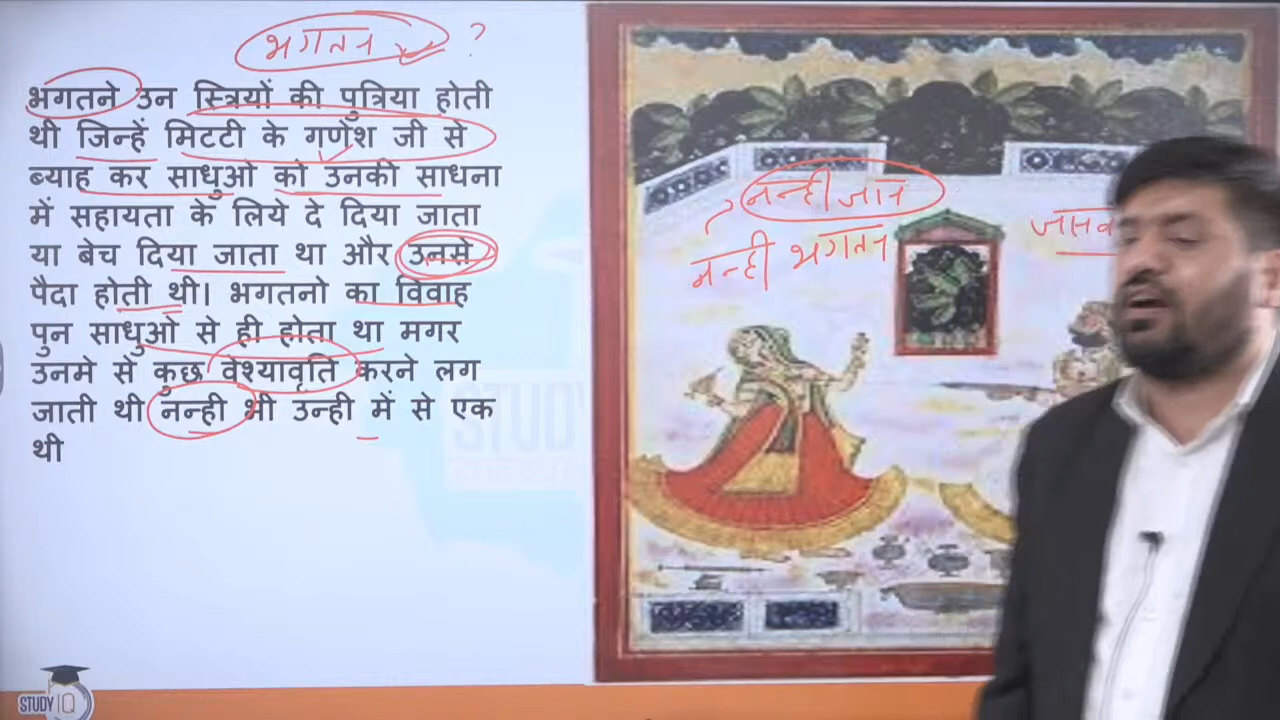 भगतन ?
भगतने उन स्त्रियों की पुत्रिया होती
थी जिन्हें मिटटी के गणेश जी से
ब्याह कर साधुओ को उनकी साधना
में सहायता के लिये दे दिया जाता
या बेच दिया जाता था और उनसे
पैदा होती थी। भगतनो का विवाह
पुन साधुओ से ही होता था मगर
उनमे से कुछ वेश्यावृति करने लग
जाती थी नन्ही भी उन्ही में से एक
थी
नन्ही जान
नन्ही भगतन
STUDY IQ